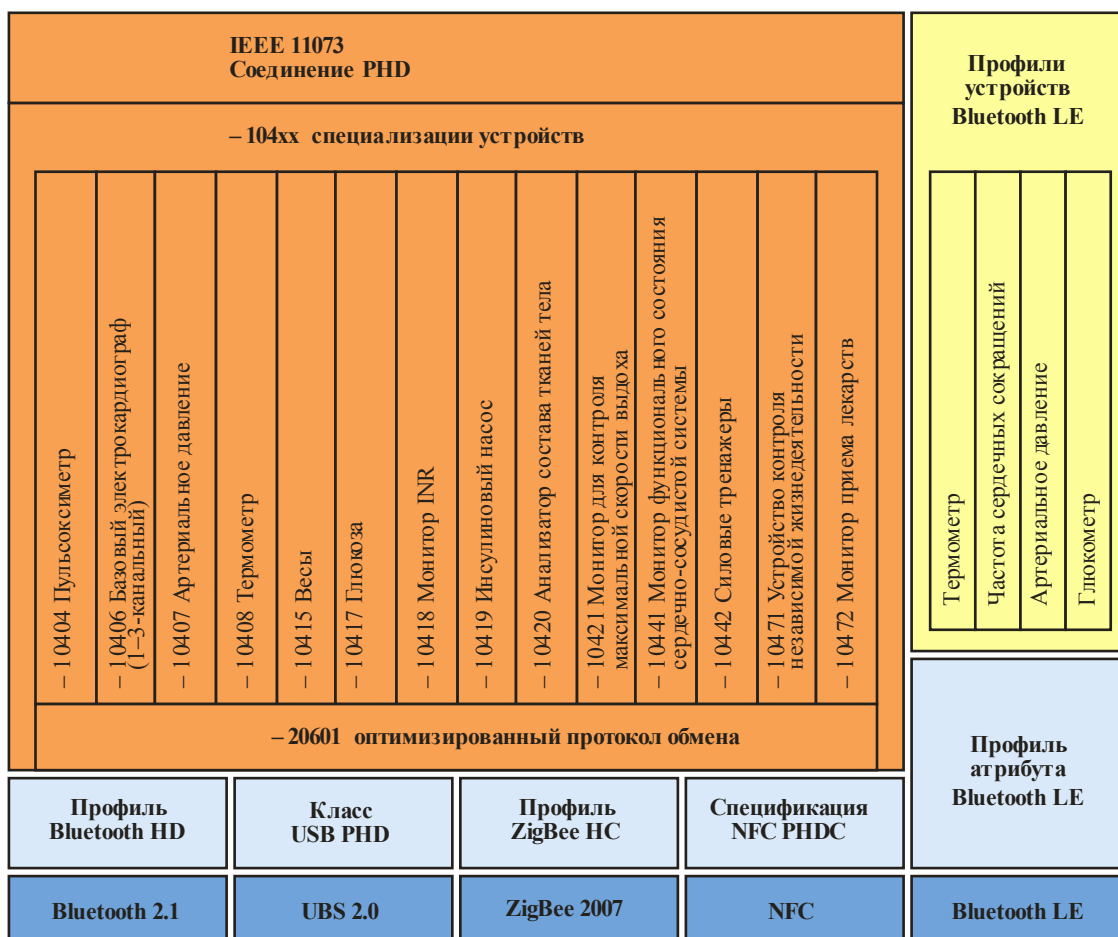 IEEE 11073
Соединение PHD
– 104xx специализации устройств
– 10404 Пульсоксиметр
– 10406 Базовый электрокардиограф
(1–3-канальный)
– 10407 Артериальное давление
– 10408 Термометр
– 10415 Весы
– 10417 Глюкоза
– 10418 Монитор INR
– 10419 Инсулиновый насос
– 10420 Анализатор состава тканей тела
– 10421 Монитор для контроля
максимальной скорости выдоха
– 10441 Монитор функционального состояния
сердечно-сосудистой системы
– 10442 Силовые тренажеры
– 10471 Устройство контроля
независимой жизнедеятельности
– 10472 Монитор приема лекарств
– 20601 оптимизированный протокол обмена
Профили
устройств
Bluetooth LE
Термометр
Частота сердечных сокращений
Артериальное давление
Глюкометр
Профиль
Bluetooth HD
Класс
USB PHD
Профиль
ZigBee HC
Спецификация
NFC PHDC
Профиль
атрибута
Bluetooth LE
Bluetooth 2.1
UBS 2.0
ZigBee 2007
NFC
Bluetooth LE